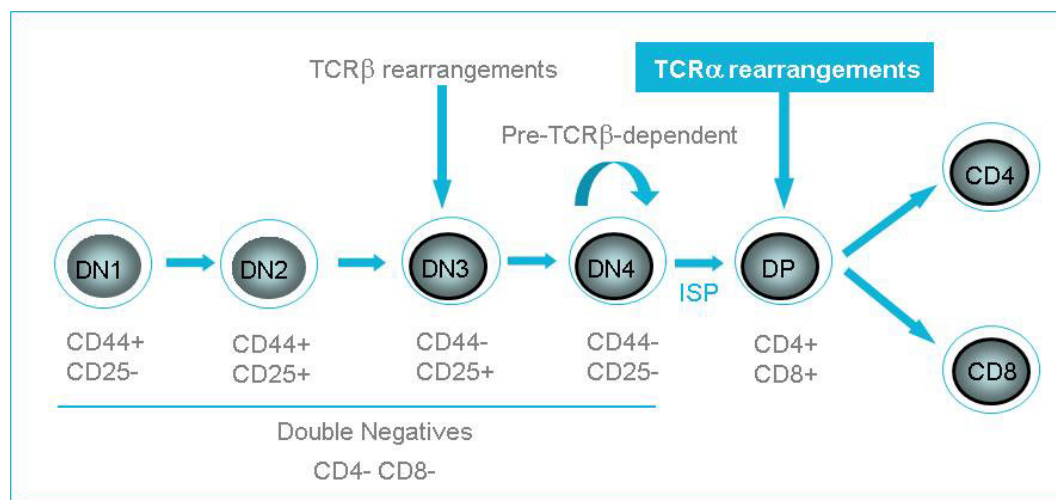 TCRβ rearrangements
TCRα rearrangements
Pre-TCRβ-dependent
CD4
DN1
DN2
DN3
DN4
ISP
DP
CD44+
CD25-
CD44+
CD25+
CD44-
CD25+
CD44-
CD25-
CD4+
CD8+
CD8
Double Negatives
CD4- CD8-